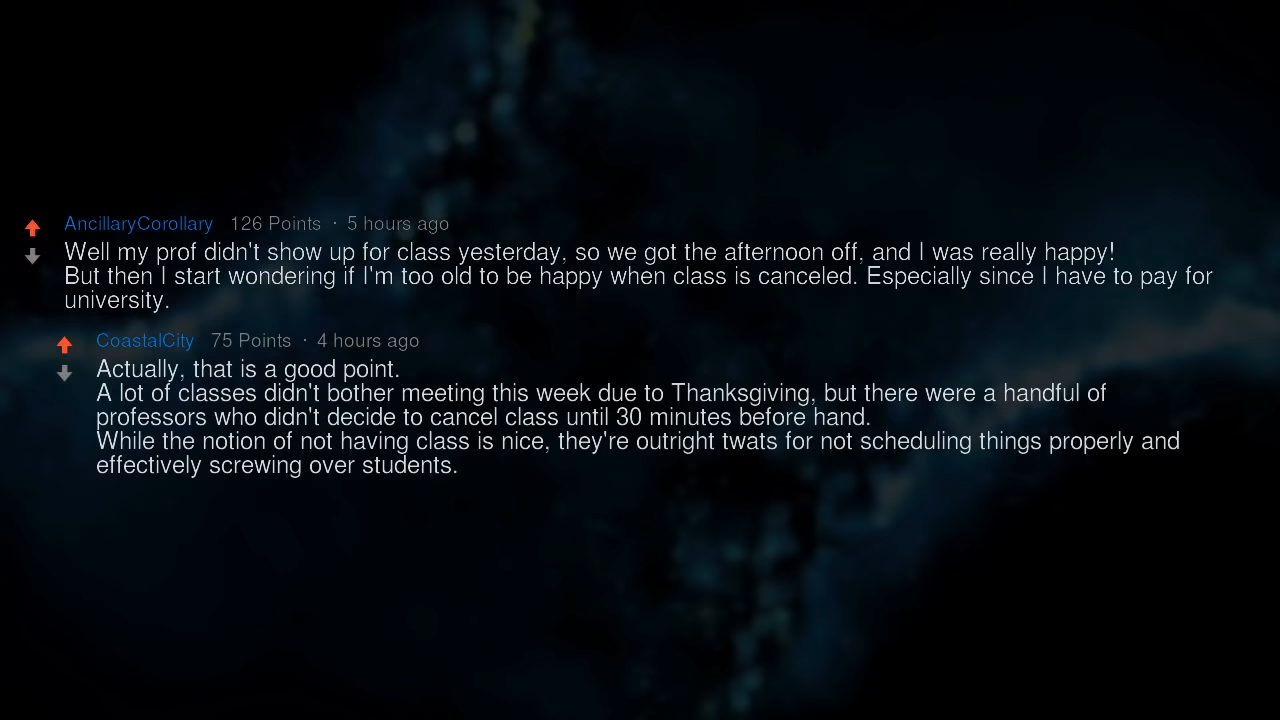 AncillaryCorollary 126 Points · 5 hours ago
Well my prof didn't show up for class yesterday, so we got the afternoon off, and I was really happy!
But then I start wondering if I'm too old to be happy when class is canceled. Especially since I have to pay for
university.
CoastalCity 75 Points · 4 hours ago
Actually, that is a good point.
A lot of classes didn't bother meeting this week due to Thanksgiving, but there were a handful of
professors who didn't decide to cancel class until 30 minutes before hand.
While the notion of not having class is nice, they're outright twats for not scheduling things properly and
effectively screwing over students.